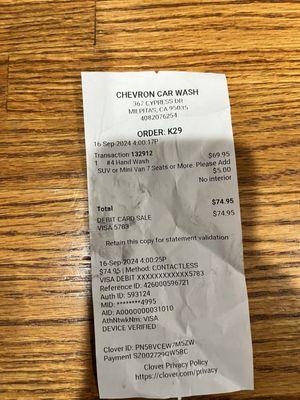 CHEVRON CAR WASH
367 CYPRESS DR
MILPITAS, CA 95035
4082076254
ORDER: K29
16-Sep-2024 4:00:17P
Transaction 132912
1 #4 Hand Wash $69.95
SUV or Mini Van 7 Seats or More. Please Add
$5.00
No interior
Total $74.95
DEBIT CARD SALE $74.95
VISA 5783
Retain this copy for statement validation
16-Sep-2024 4:00:25P
$74.95 | Method: CONTACTLESS
VISA DEBIT XXXXXXXXXXXX5783
Reference ID: 426000596721
Auth ID: 593124
MID: ********4995
AID: A0000000031010
AthNtwkNm: VISA
DEVICE VERIFIED
Clover ID: PN58VCEW7M5ZW
Payment SZ002729QW58C
Clover Privacy Policy
https://clover.com/privacy